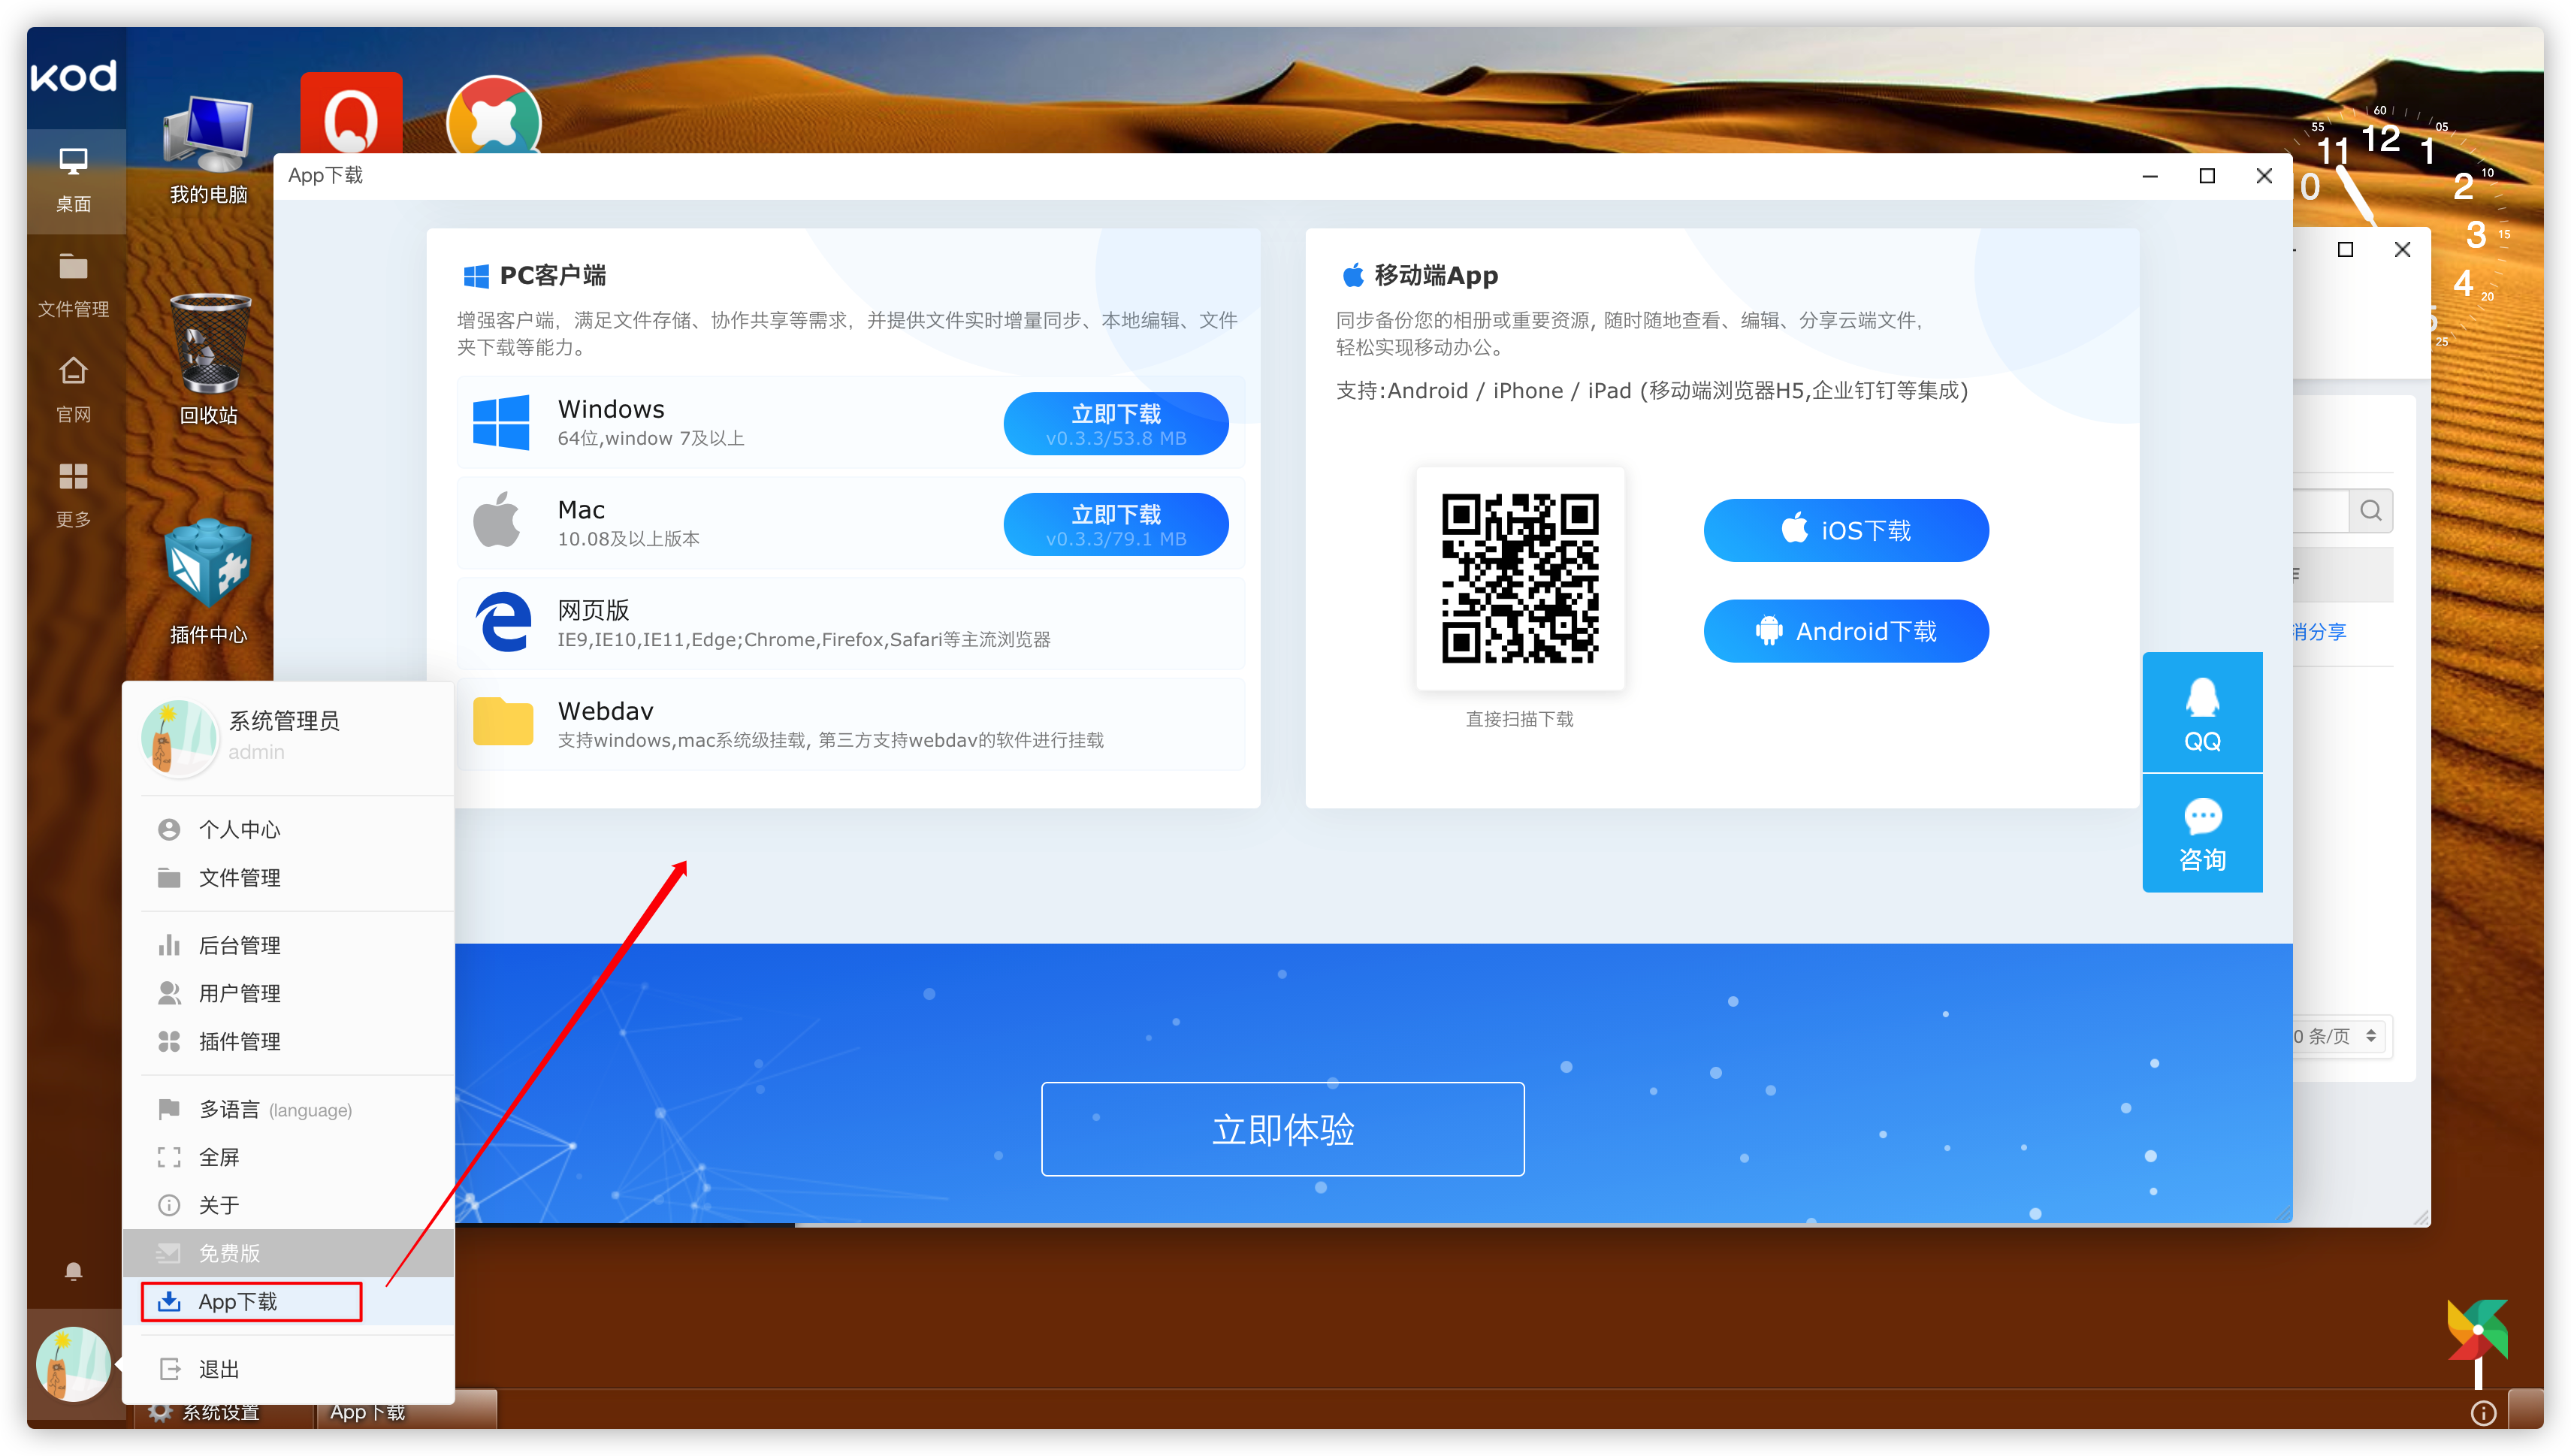 kod
桌面
文件管理
官网
更多
我的电脑
回收站
插件中心
App下载
PC客户端
增强客户端，满足文件存储、协作共享等需求，并提供文件实时增量同步、本地编辑、文件
夹下载等能力。
Windows
64位,window 7及以上
立即下载
v0.3.3/53.8 MB
Mac
10.08及以上版本
立即下载
v0.3.3/79.1 MB
网页版
IE9,IE10,IE11,Edge;Chrome,Firefox,Safari等主流浏览器
Webdav
支持windows,mac系统级挂载, 第三方支持webdav的软件进行挂载
移动端App
同步备份您的相册或重要资源, 随时随地查看、编辑、分享云端文件,
轻松实现移动办公。
支持:Android / iPhone / iPad (移动端浏览器H5,企业钉钉等集成)
直接扫描下载
iOS下载
Android下载
QQ
咨询
立即体验
60
55
05
11
12
1
0
2
10
3
15
4
20
25
分享
0 条/页
系统管理员
admin
个人中心
文件管理
后台管理
用户管理
插件管理
多语言 (language)
全屏
关于
免费版
App下载
退出
系统设置
App下载